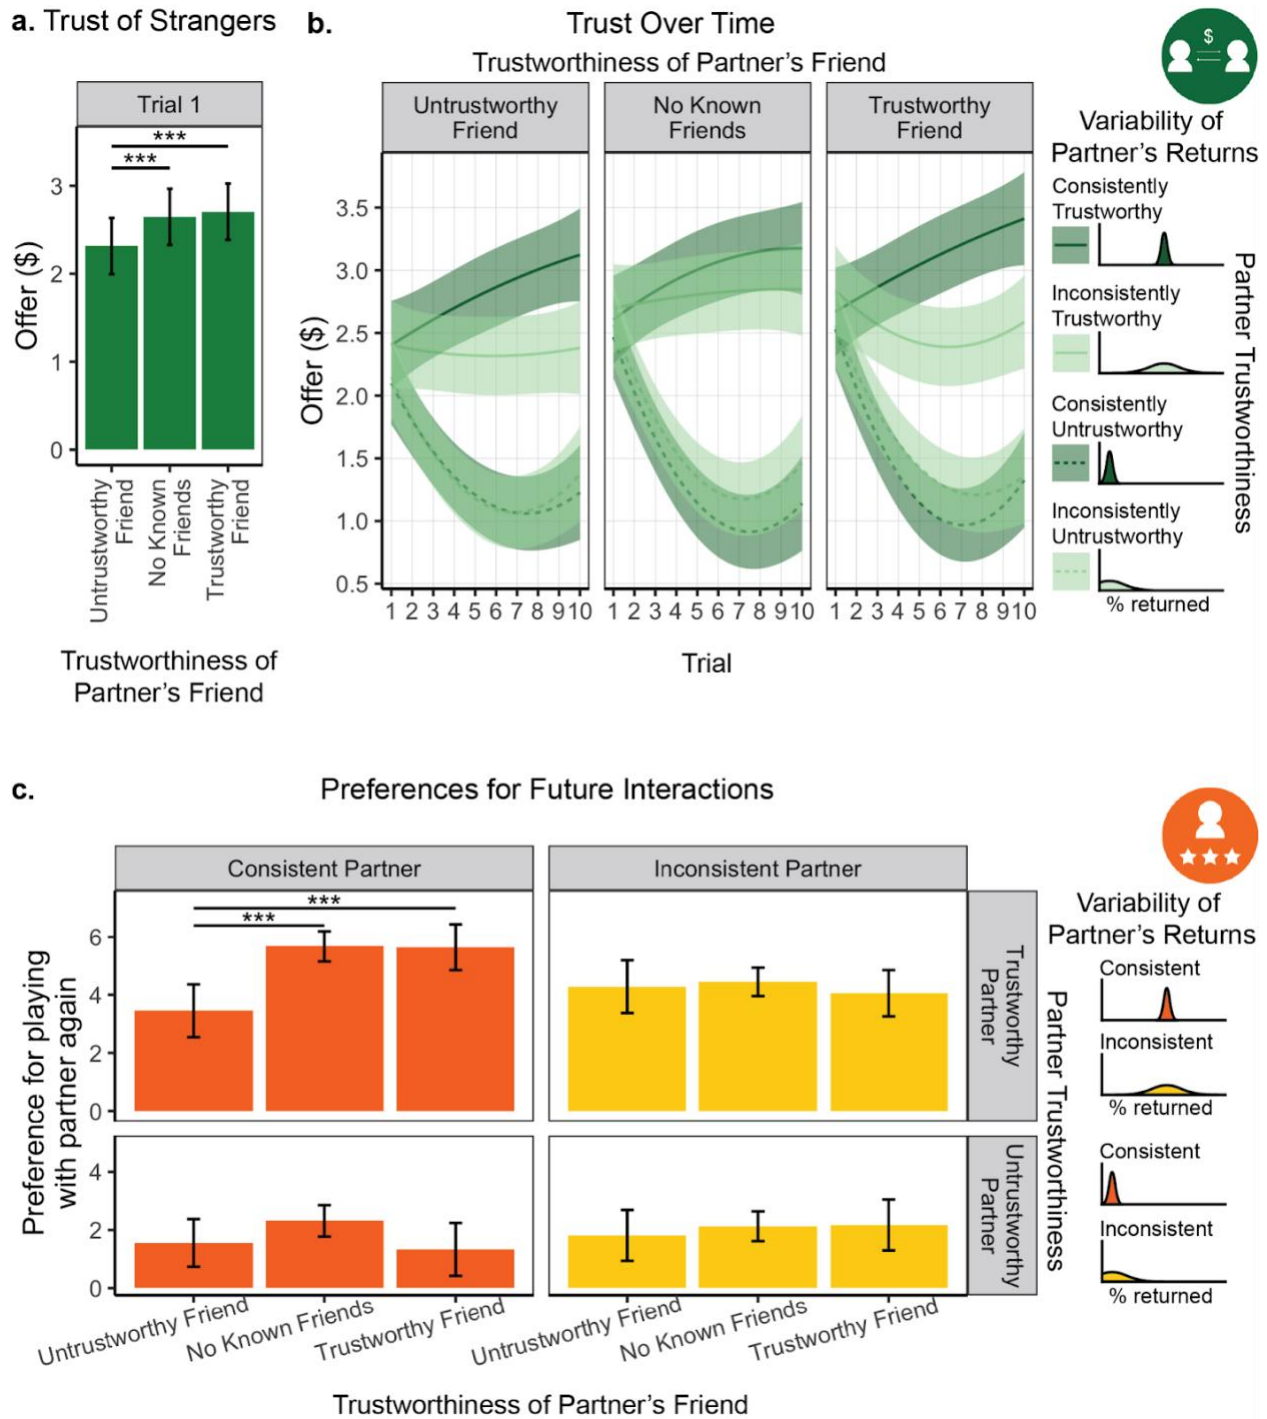 a. Trust of Strangers
Trial 1
***
***
3
2
1
0
Offer ($)
Untrustworthy
Friend
No Known
Friends
Trustworthy
Friend
Trustworthiness of
Partner's Friend
b. Trust Over Time
Trustworthiness of Partner's Friend
Untrustworthy
Friend
No Known
Friends
Trustworthy
Friend
3.5
3.0
2.5
2.0
1.5
1.0
0.5
Offer ($)
1 2 3 4 5 6 7 8 9 10
1 2 3 4 5 6 7 8 9 10
1 2 3 4 5 6 7 8 9 10
Trial
$
Variability of
Partner's Returns
Consistently
Trustworthy
Inconsistently
Trustworthy
Consistently
Untrustworthy
Inconsistently
Untrustworthy
% returned
Partner Trustworthiness
c. Preferences for Future Interactions
Consistent Partner
Inconsistent Partner
***
***
6
4
2
0
4
2
0
Preference for playing
with partner again
Trustworthy
Partner
Untrustworthy
Partner
Untrustworthy Friend
No Known Friends
Trustworthy Friend
Untrustworthy Friend
No Known Friends
Trustworthy Friend
Trustworthiness of Partner's Friend
Variability of
Partner's Returns
Consistent
Inconsistent
% returned
Consistent
Inconsistent
% returned
Partner Trustworthiness